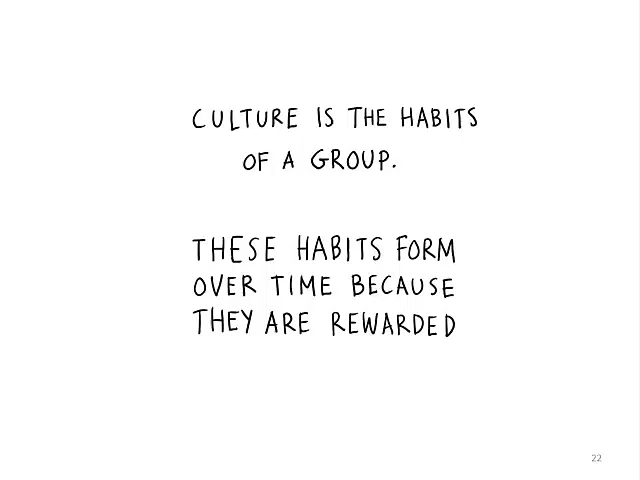 CULTURE IS THE HABITS
OF A GROUP.
THESE HABITS FORM
OVER TIME BECAUSE
THEY ARE REWARDED
22